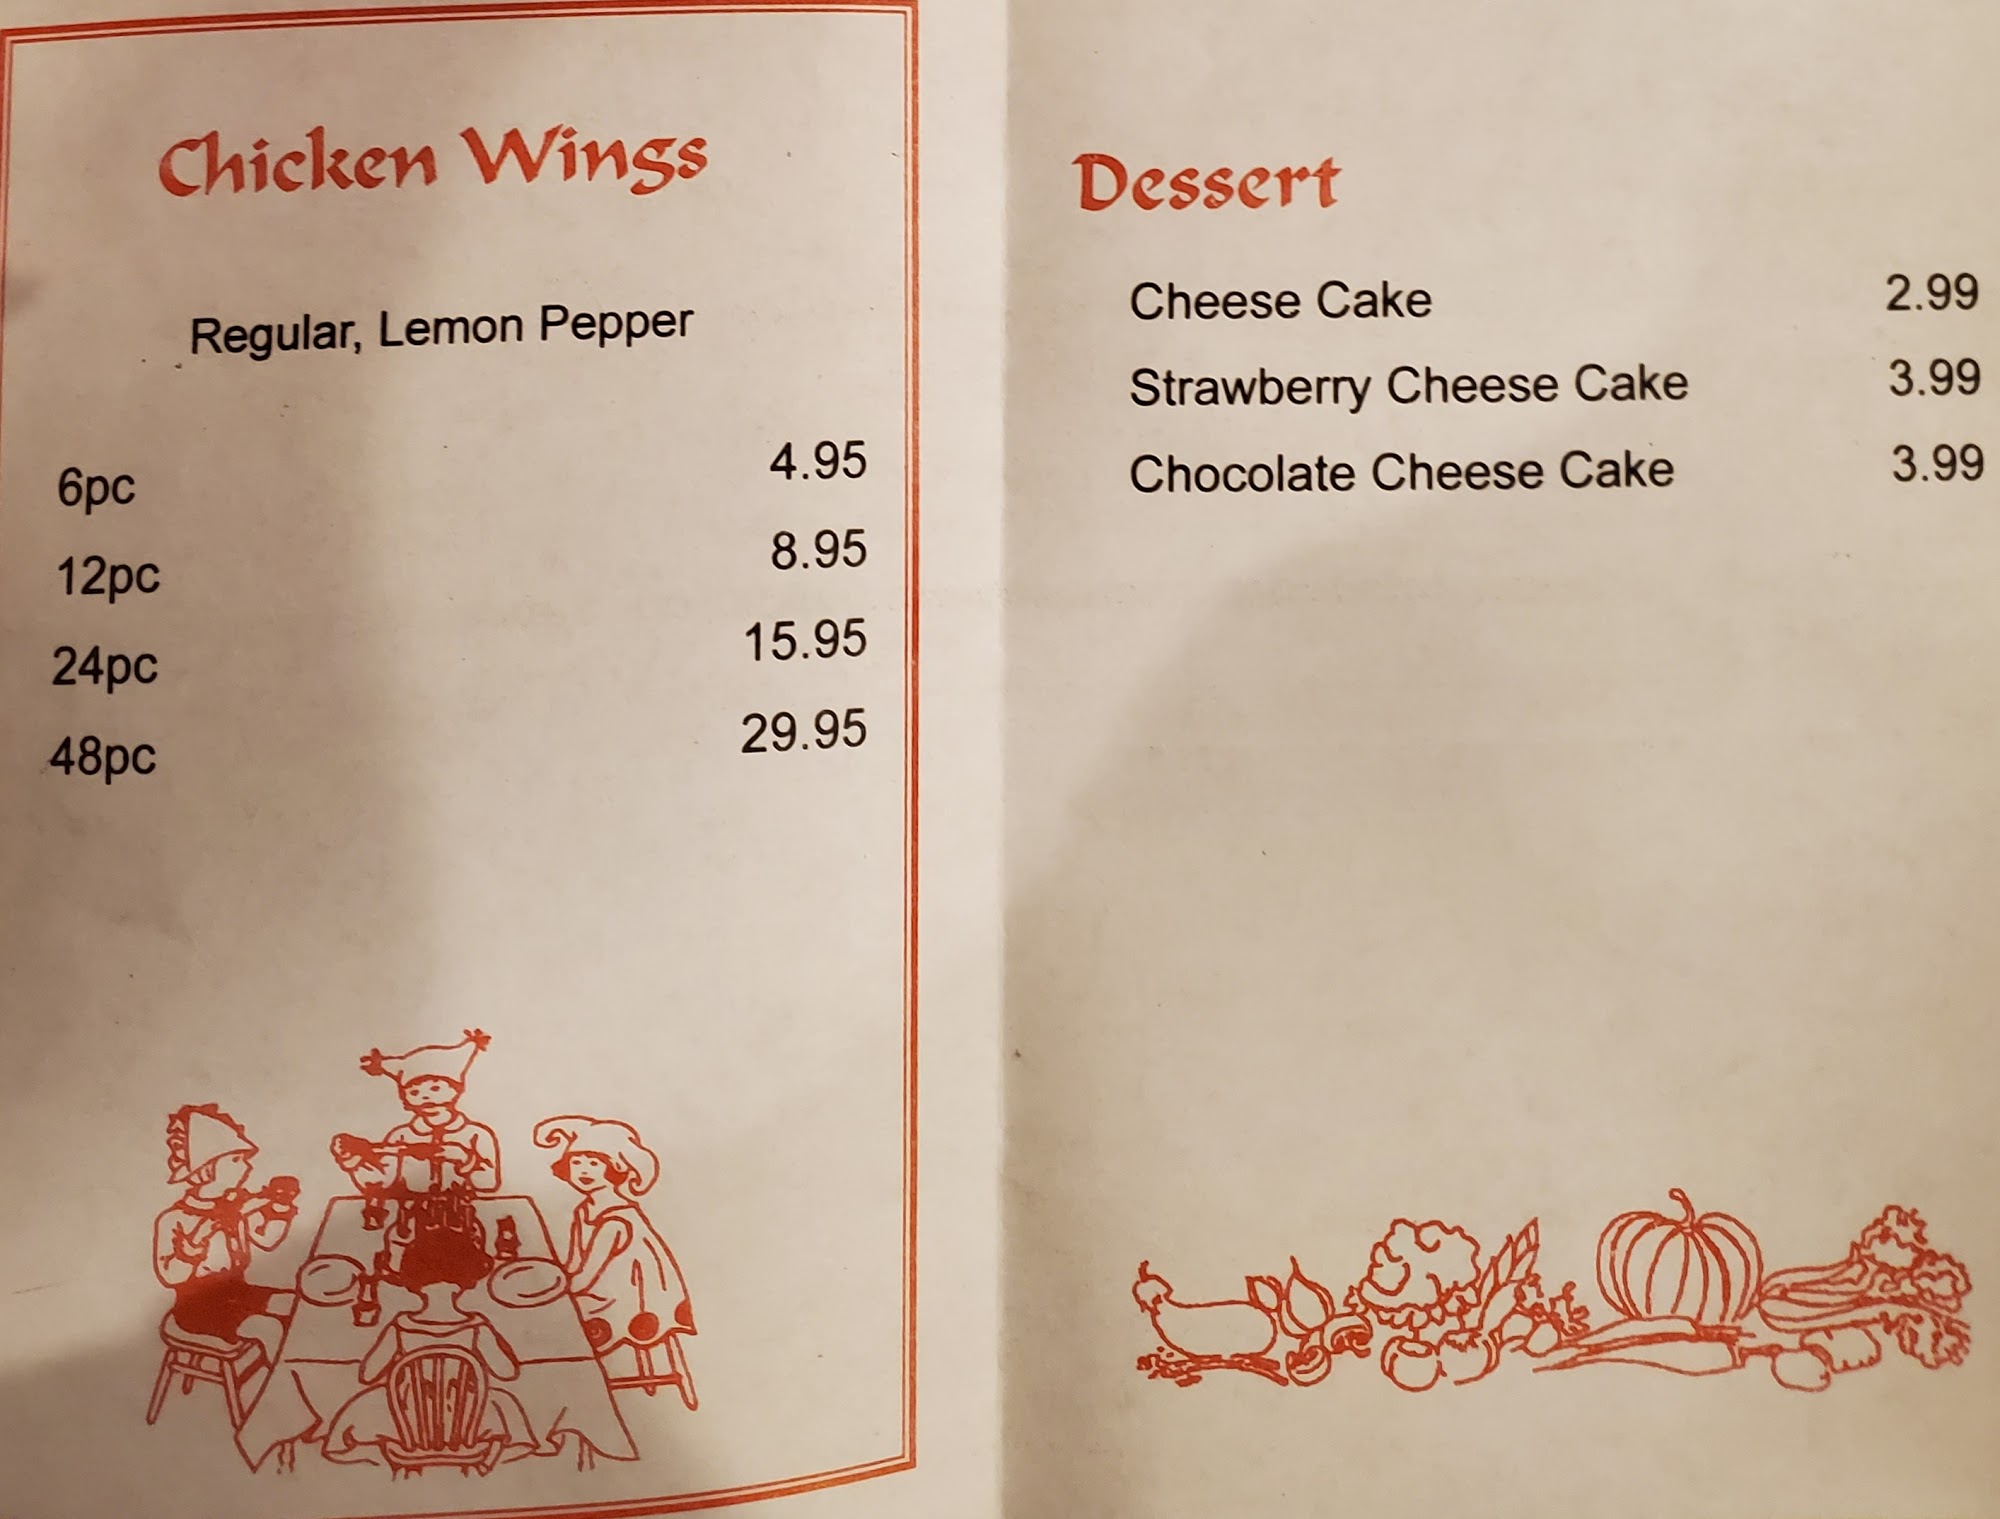 Chicken Wings
Regular, Lemon Pepper
6pc 4.95
12pc 8.95
24pc 15.95
48pc 29.95
Dessert
Cheese Cake 2.99
Strawberry Cheese Cake 3.99
Chocolate Cheese Cake 3.99